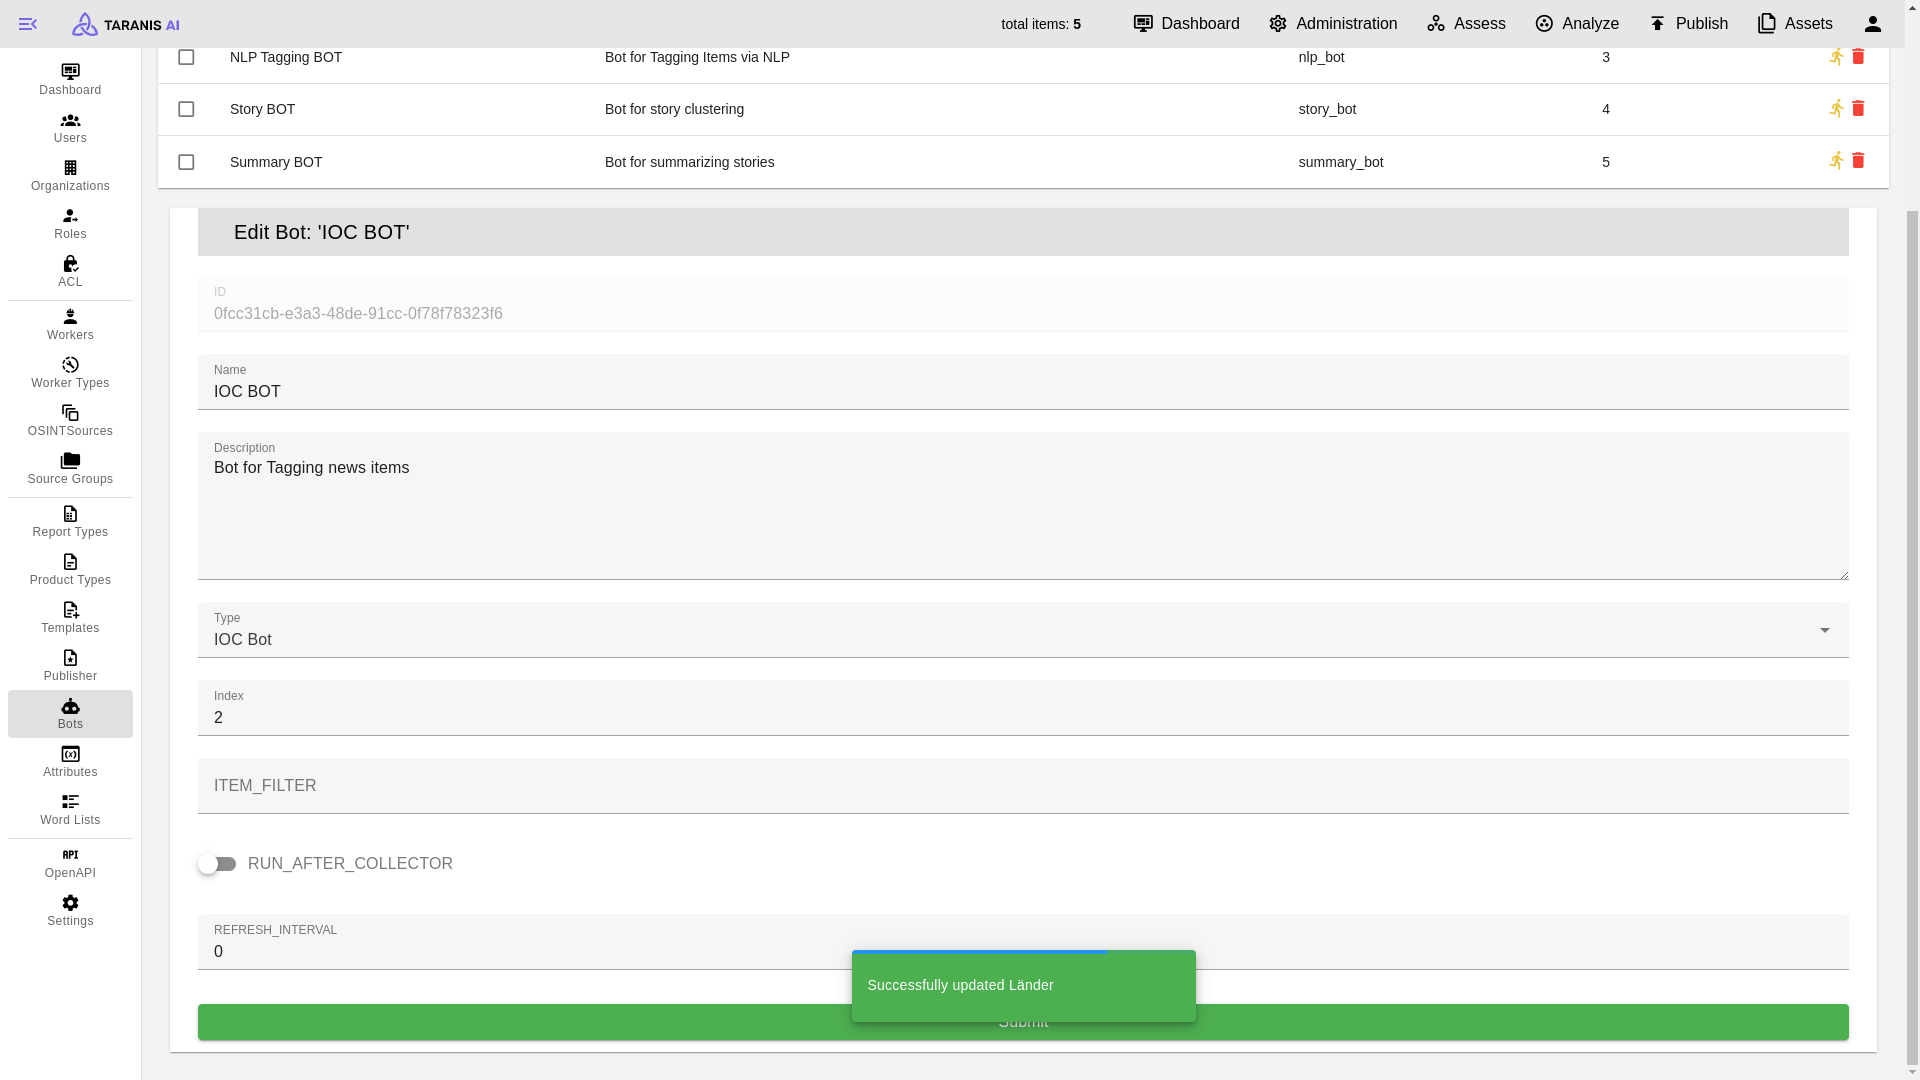 TARANIS AI
total items: 5
Dashboard
Administration
Assess
Analyze
Publish
Assets
Dashboard
Users
Organizations
Roles
ACL
Workers
Worker Types
OSINTSources
Source Groups
Report Types
Product Types
Templates
Publisher
Bots
Attributes
Word Lists
API
OpenAPI
Settings
NLP Tagging BOT Bot for Tagging Items via NLP nlp_bot 3
Story BOT Bot for story clustering story_bot 4
Summary BOT Bot for summarizing stories summary_bot 5
Edit Bot: 'IOC BOT'
ID
0fcc31cb-e3a3-48de-91cc-0f78f78323f6
Name
IOC BOT
Description
Bot for Tagging news items
Type
IOC Bot
Index
2
ITEM_FILTER
RUN_AFTER_COLLECTOR
REFRESH_INTERVAL
0
Successfully updated Länder
Submit